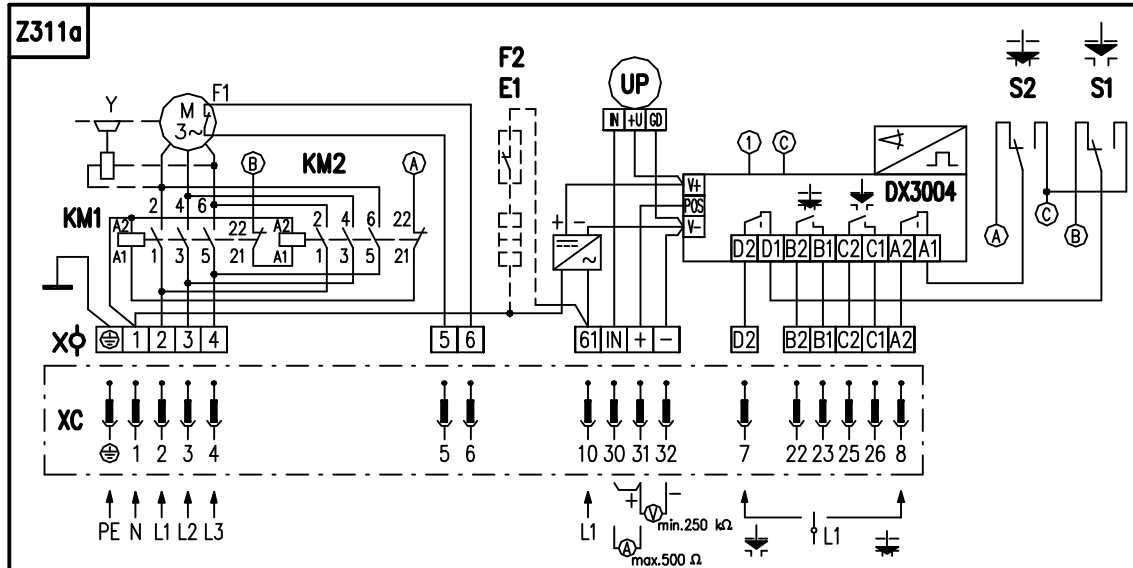 Z311a
F2
E1
UP
S2 S1
Y
M
3~
F1
IN +U GD
B
KM2
A
1 C
V+
POS
V-
DX3004
KM1
2 4 6
A2
A1
1 3 5
22
21
A2
A1
2 4 6
1 3 5
22
21
+ -
~
D2 D1 B2 B1 C2 C1 A2 A1
A
C
B
X
1 2 3 4
5 6
61 IN + -
D2
B2 B1 C2 C1 A2
XC
1 2 3 4
5 6
10 30 31 32
7
22 23 25 26 8
PE N L1 L2 L3
L1
+ V -
min.250 kΩ
A
max.500 Ω
L1